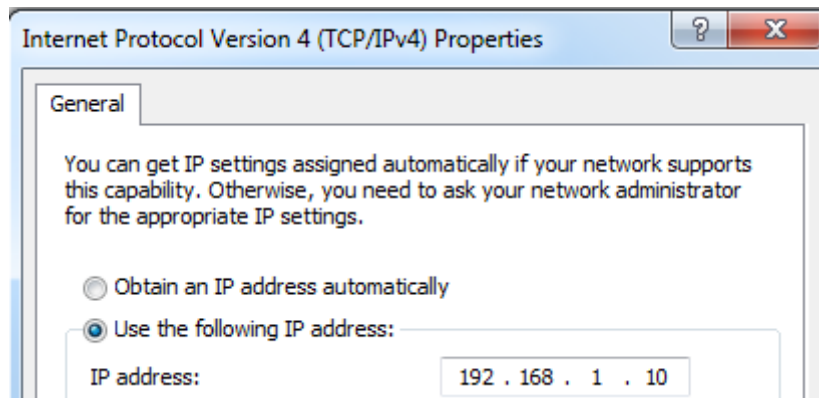 Internet Protocol Version 4 (TCP/IPv4) Properties
General
You can get IP settings assigned automatically if your network supports
this capability. Otherwise, you need to ask your network administrator
for the appropriate IP settings.
Obtain an IP address automatically
Use the following IP address:
IP address: 192 . 168 . 1 . 10